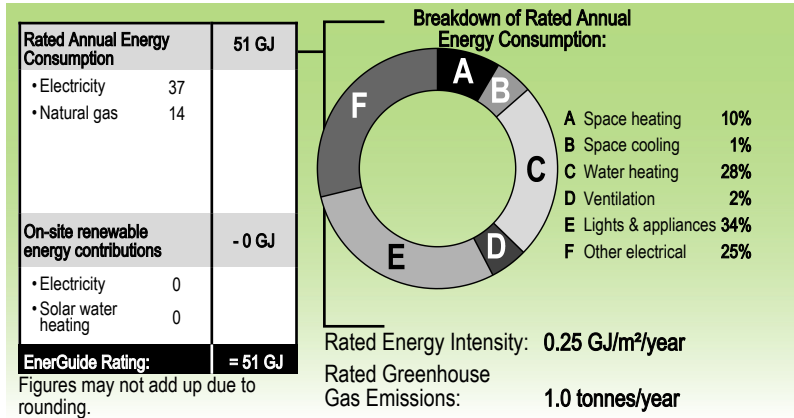 Rated Annual Energy
Consumption
51 GJ
• Electricity 37
• Natural gas 14
On-site renewable
energy contributions
- 0 GJ
• Electricity 0
• Solar water
heating 0
EnerGuide Rating: = 51 GJ
Figures may not add up due to
rounding.
Breakdown of Rated Annual
Energy Consumption:
A
B
C
D
E
F
A Space heating 10%
B Space cooling 1%
C Water heating 28%
D Ventilation 2%
E Lights & appliances 34%
F Other electrical 25%
Rated Energy Intensity: 0.25 GJ/m²/year
Rated Greenhouse
Gas Emissions: 1.0 tonnes/year